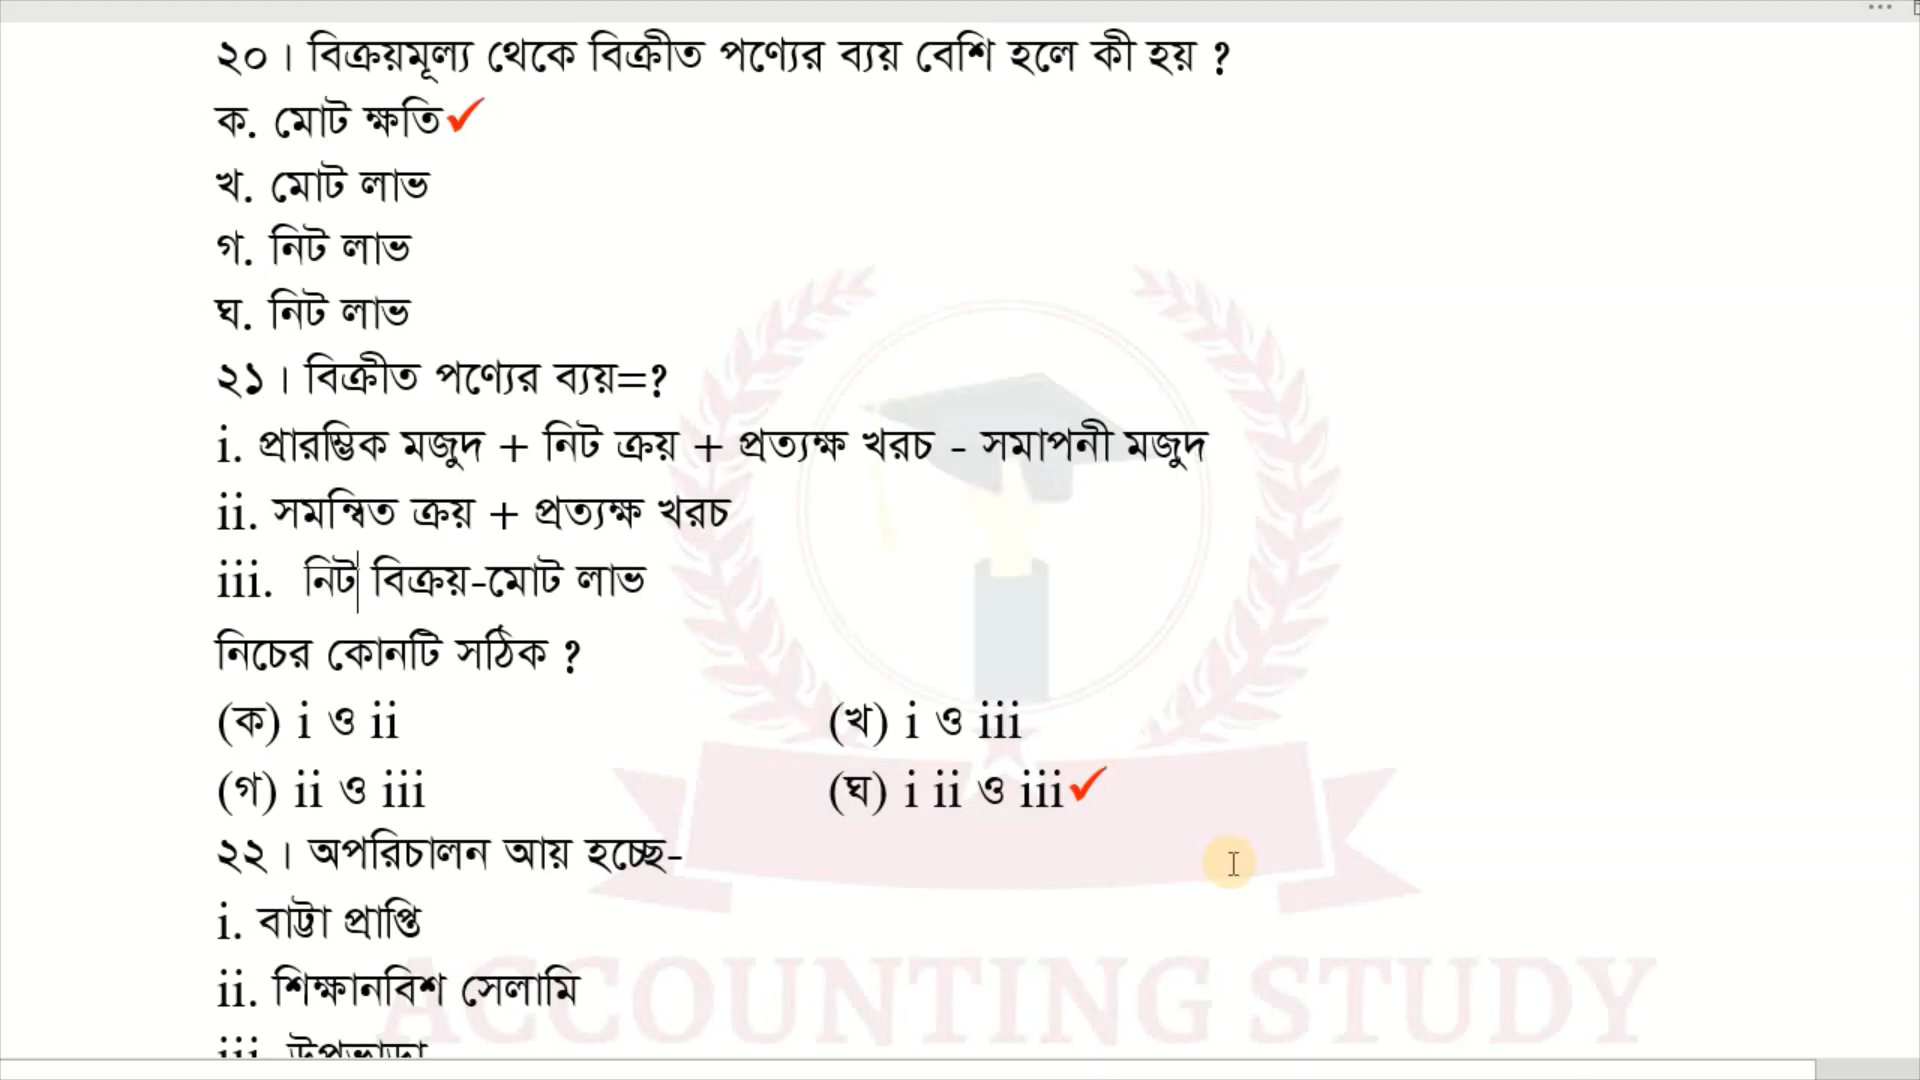 ২০। বিক্রয়মূল্য থেকে বিক্রীত পণ্যের ব্যয় বেশি হলে কী হয় ?
ক. মোট ক্ষতি✓
খ. মোট লাভ
গ. নিট লাভ
ঘ. নিট লাভ
২১। বিক্রীত পণ্যের ব্যয়=?
i. প্রারম্ভিক মজুদ + নিট ক্রয় + প্রত্যক্ষ খরচ - সমাপনী মজুদ
ii. সমন্বিত ক্রয় + প্রত্যক্ষ খরচ
iii. নিট বিক্রয়-মোট লাভ
নিচের কোনটি সঠিক ?
(ক) i ও ii (খ) i ও iii
(গ) ii ও iii (ঘ) i ii ও iii✓
২২। অপরিচালন আয় হচ্ছে-
i. বাট্টা প্রাপ্তি
ii. শিক্ষানবিশ সেলামি
iii. উপভাড়া
ACCOUNTING STUDY